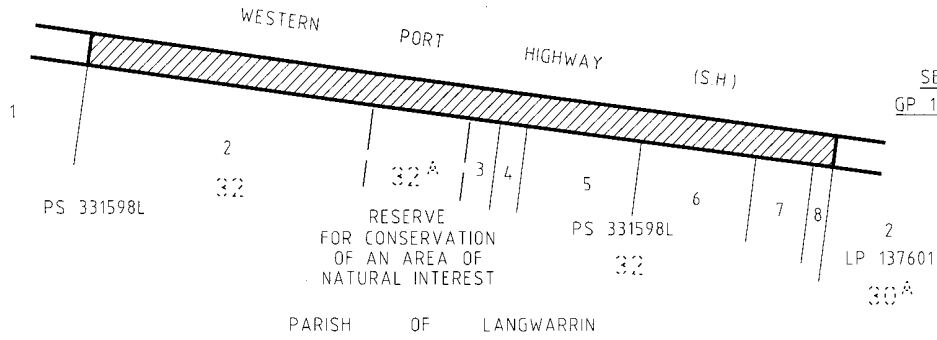 WESTERN PORT HIGHWAY (S.H)
SE
GP 1
1
2
32
PS 331598L
32A
3
4
5
6
7
8
RESERVE
FOR CONSERVATION
OF AN AREA OF
NATURAL INTEREST
PS 331598L
32
2
LP 137601
30A
PARISH OF LANGWARRIN